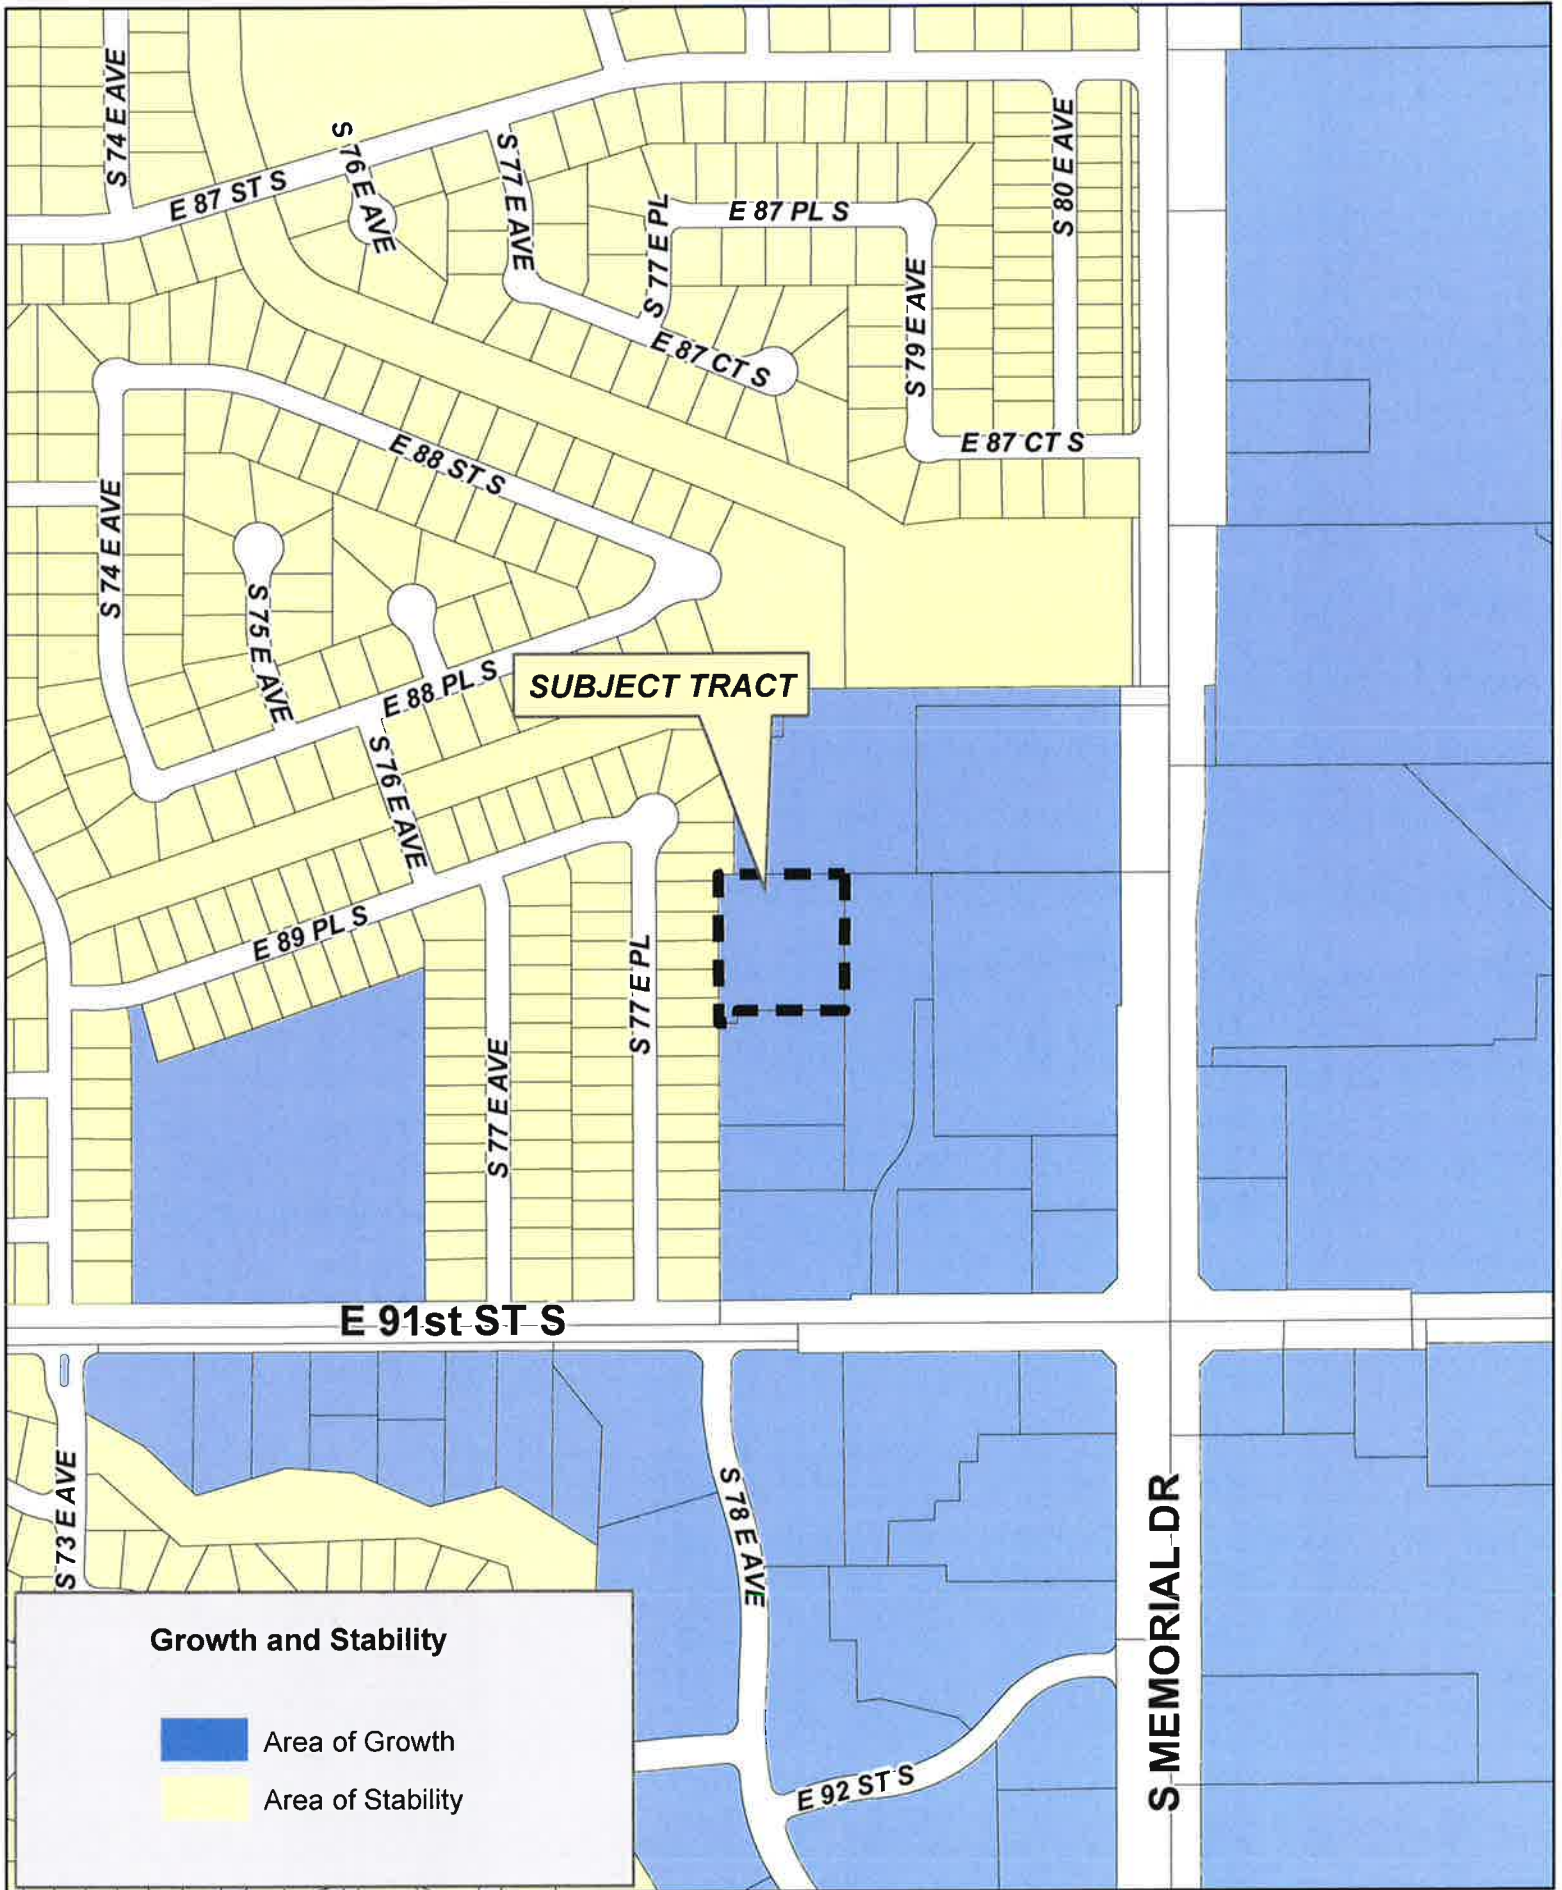 S 74 E AVE
E 87 ST S
S 76 E AVE
S 77 E AVE
S 77 E PL
E 87 PL S
S 80 E AVE
S 79 E AVE
E 87 CT S
E 87 CT S
E 88 ST S
S 74 E AVE
S 75 E AVE
E 88 PL S
SUBJECT TRACT
S 76 E AVE
E 89 PL S
S 77 E PL
S 77 E AVE
E 91st ST S
S 73 E AVE
S 78 E AVE
S MEMORIAL DR
E 92 ST S
Growth and Stability
Area of Growth
Area of Stability